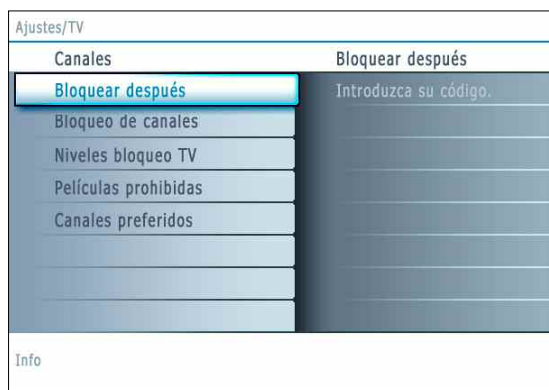 Ajustes/TV
Canales
Bloquear después
Bloquear después
Introduzca su código.
Bloqueo de canales
Niveles bloqueo TV
Películas prohibidas
Canales preferidos
Info